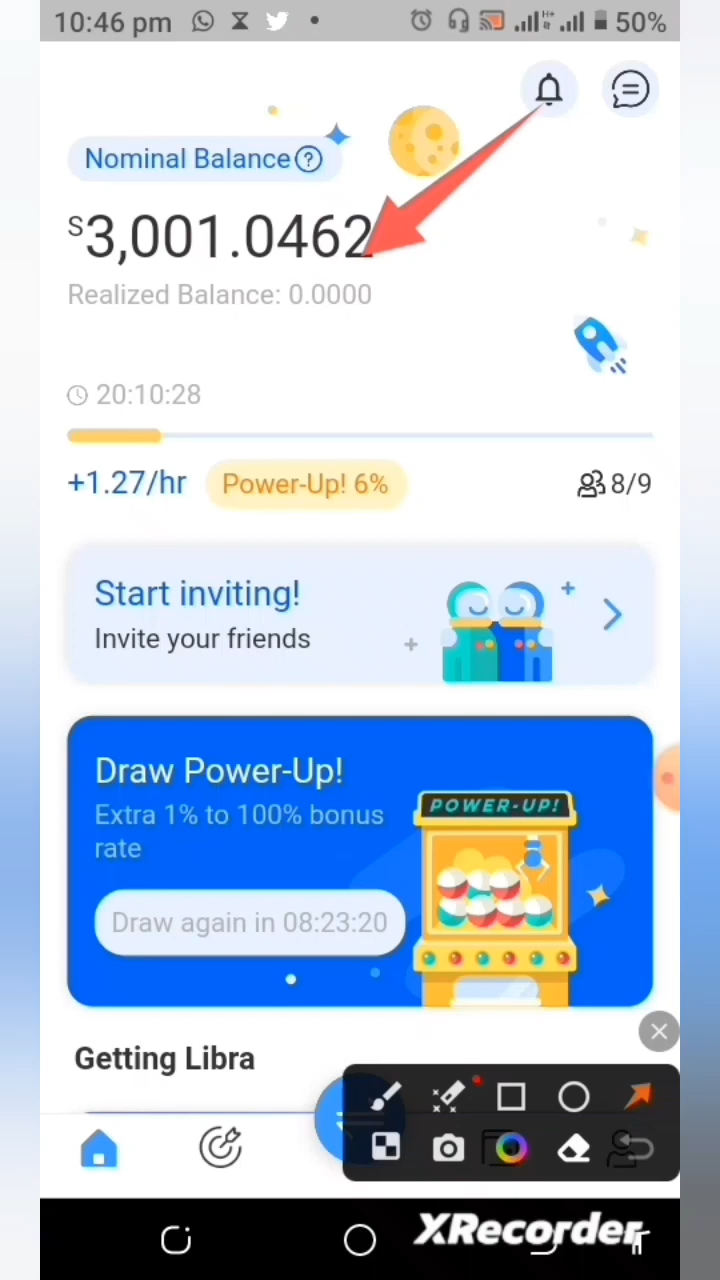 10:46 pm
50%
Nominal Balance ?
S3,001.0462
Realized Balance: 0.0000
20:10:28
+1.27/hr
Power-Up! 6%
8/9
Start inviting!
Invite your friends
Draw Power-Up!
Extra 1% to 100% bonus
rate
POWER-UP!
Draw again in 08:23:20
Getting Libra
XRecorder